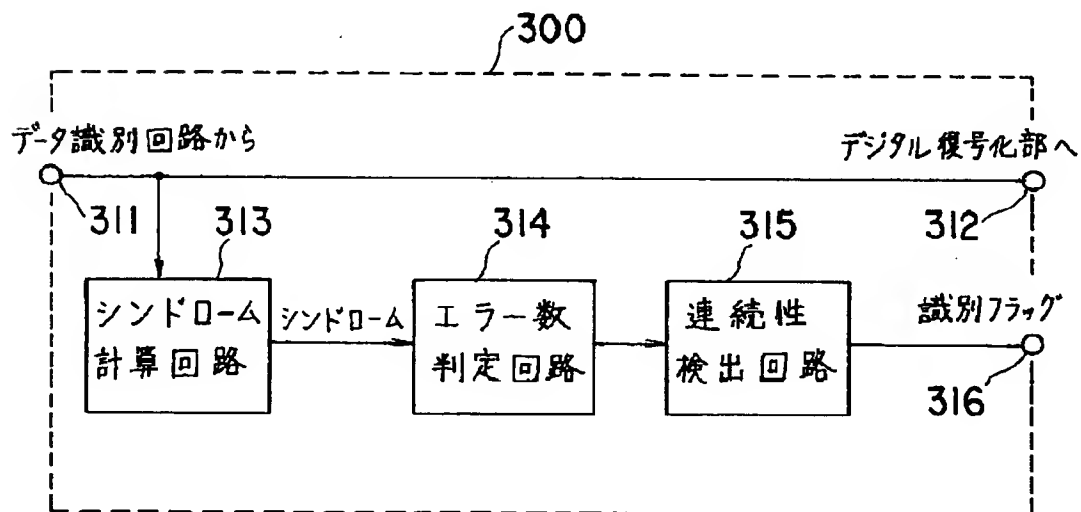 300
データ識別回路から
デジタル復号化部へ
311
313
314
315
312
シンドローム
計算回路
シンドローム
エラー数
判定回路
連続性
検出回路
識別フラグ
316